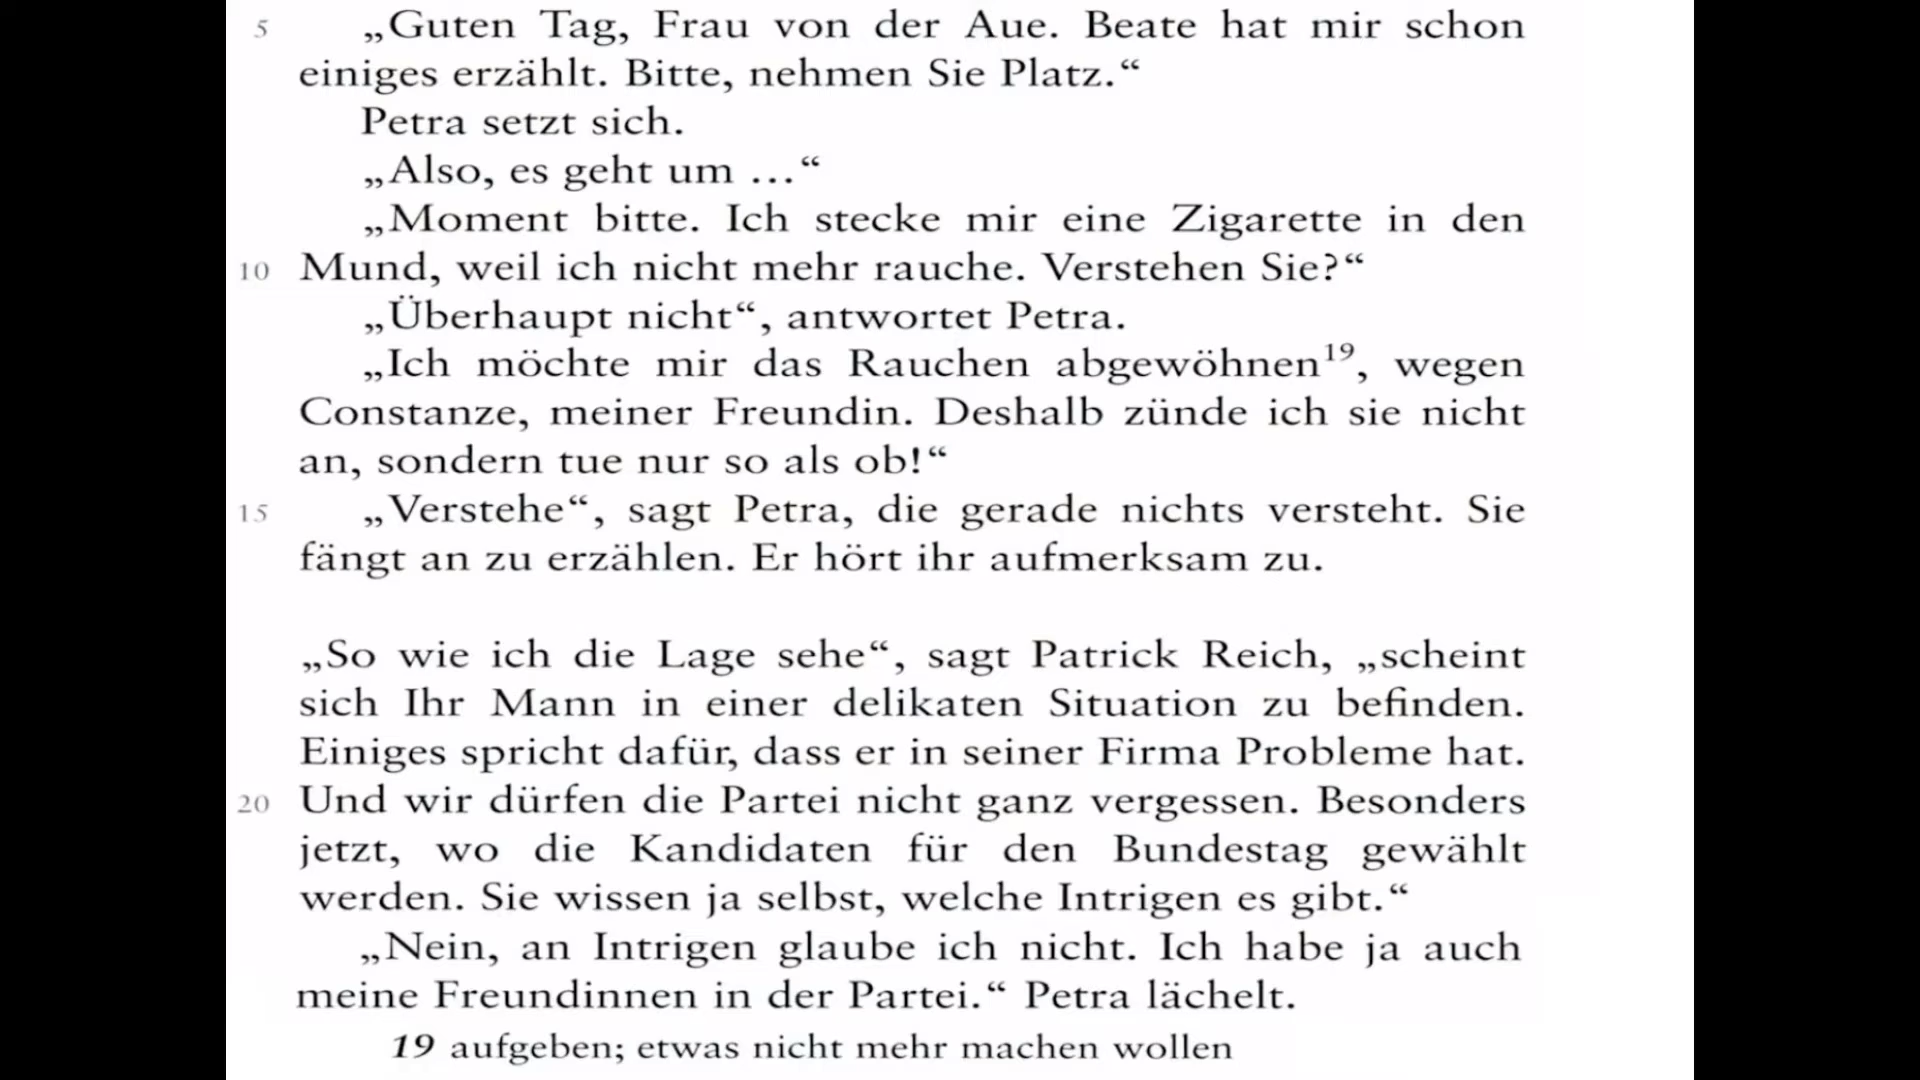 5 „Guten Tag, Frau von der Aue. Beate hat mir schon
einiges erzählt. Bitte, nehmen Sie Platz.“
Petra setzt sich.
„Also, es geht um ...“
„Moment bitte. Ich stecke mir eine Zigarette in den
10 Mund, weil ich nicht mehr rauche. Verstehen Sie?“
„Überhaupt nicht“, antwortet Petra.
„Ich möchte mir das Rauchen abgewöhnen¹⁹, wegen
Constanze, meiner Freundin. Deshalb zünde ich sie nicht
an, sondern tue nur so als ob!“
15 „Verstehe“, sagt Petra, die gerade nichts versteht. Sie
fängt an zu erzählen. Er hört ihr aufmerksam zu.
„So wie ich die Lage sehe“, sagt Patrick Reich, „scheint
sich Ihr Mann in einer delikaten Situation zu befinden.
Einiges spricht dafür, dass er in seiner Firma Probleme hat.
20 Und wir dürfen die Partei nicht ganz vergessen. Besonders
jetzt, wo die Kandidaten für den Bundestag gewählt
werden. Sie wissen ja selbst, welche Intrigen es gibt.“
„Nein, an Intrigen glaube ich nicht. Ich habe ja auch
meine Freundinnen in der Partei.“ Petra lächelt.
19 aufgeben; etwas nicht mehr machen wollen